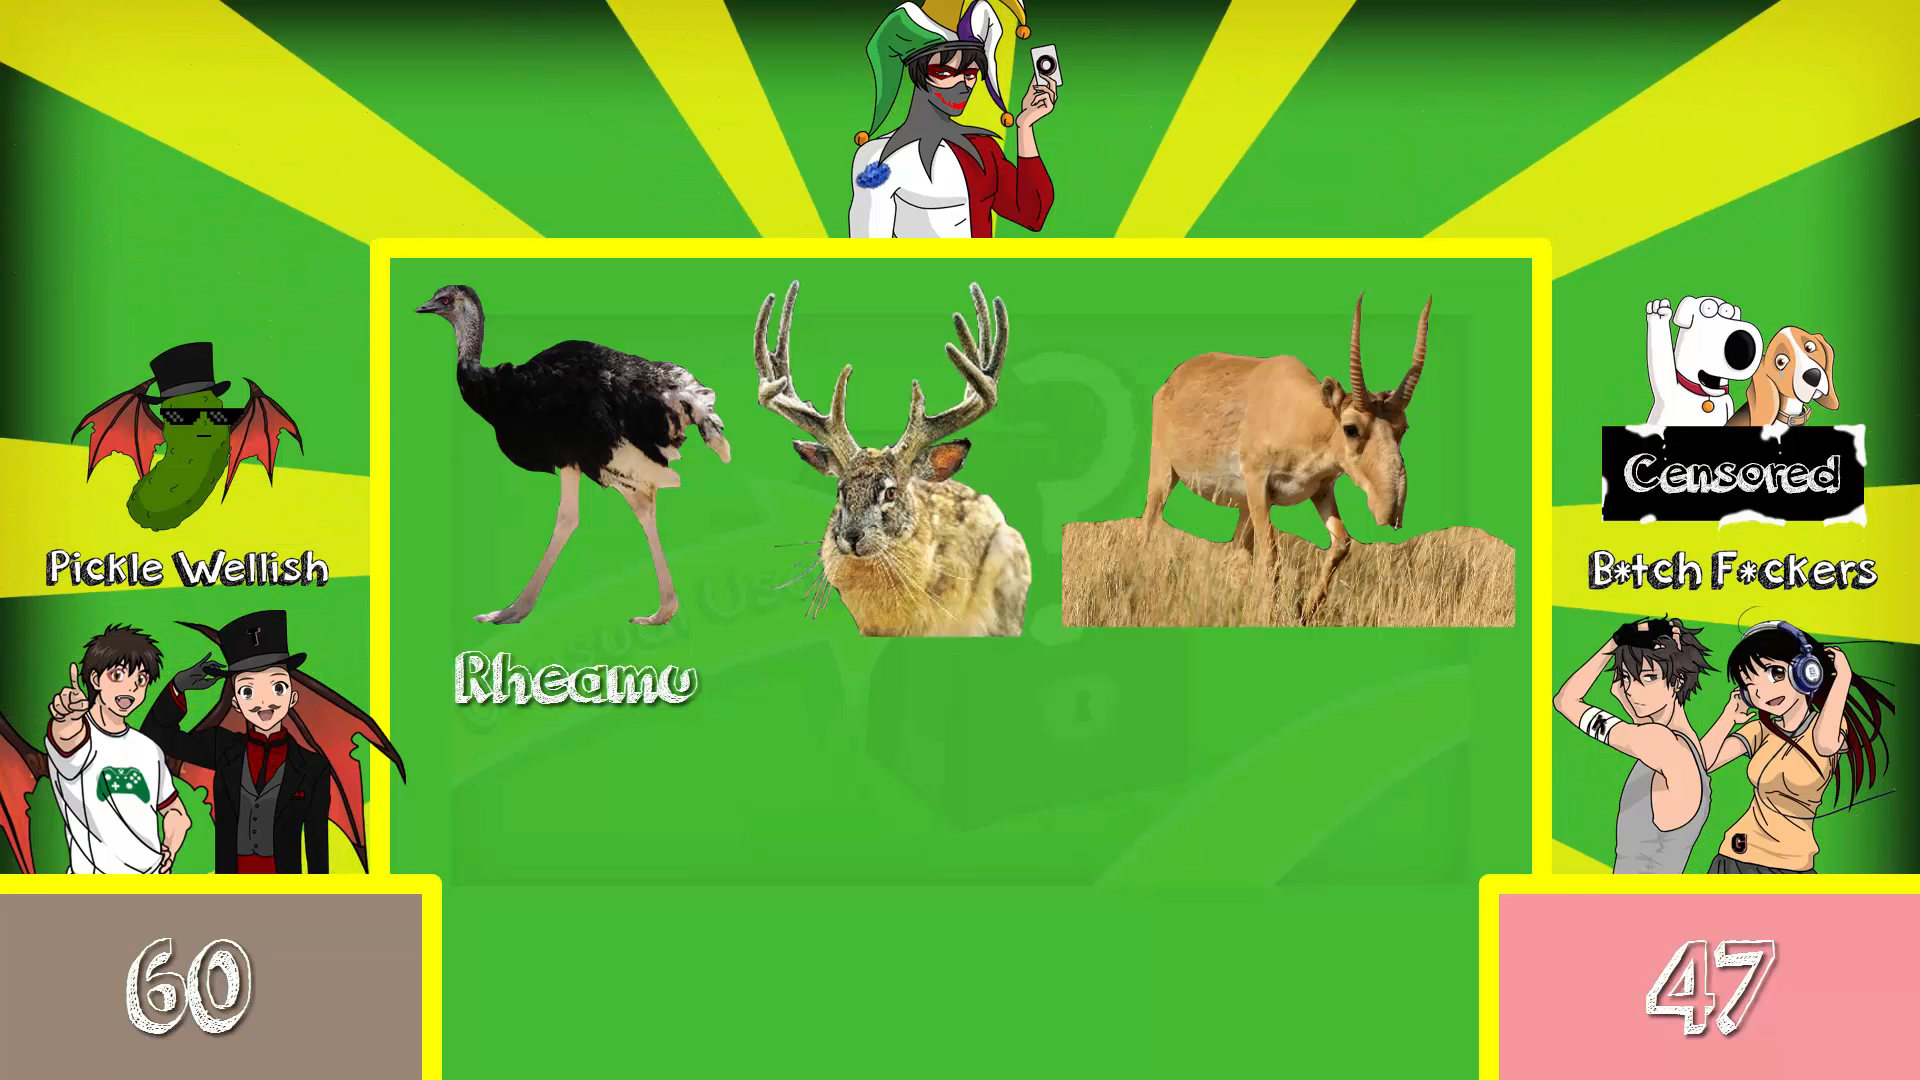 Rheamu
Pickle Wellish
Censored
B*tch F*ckers
60
47